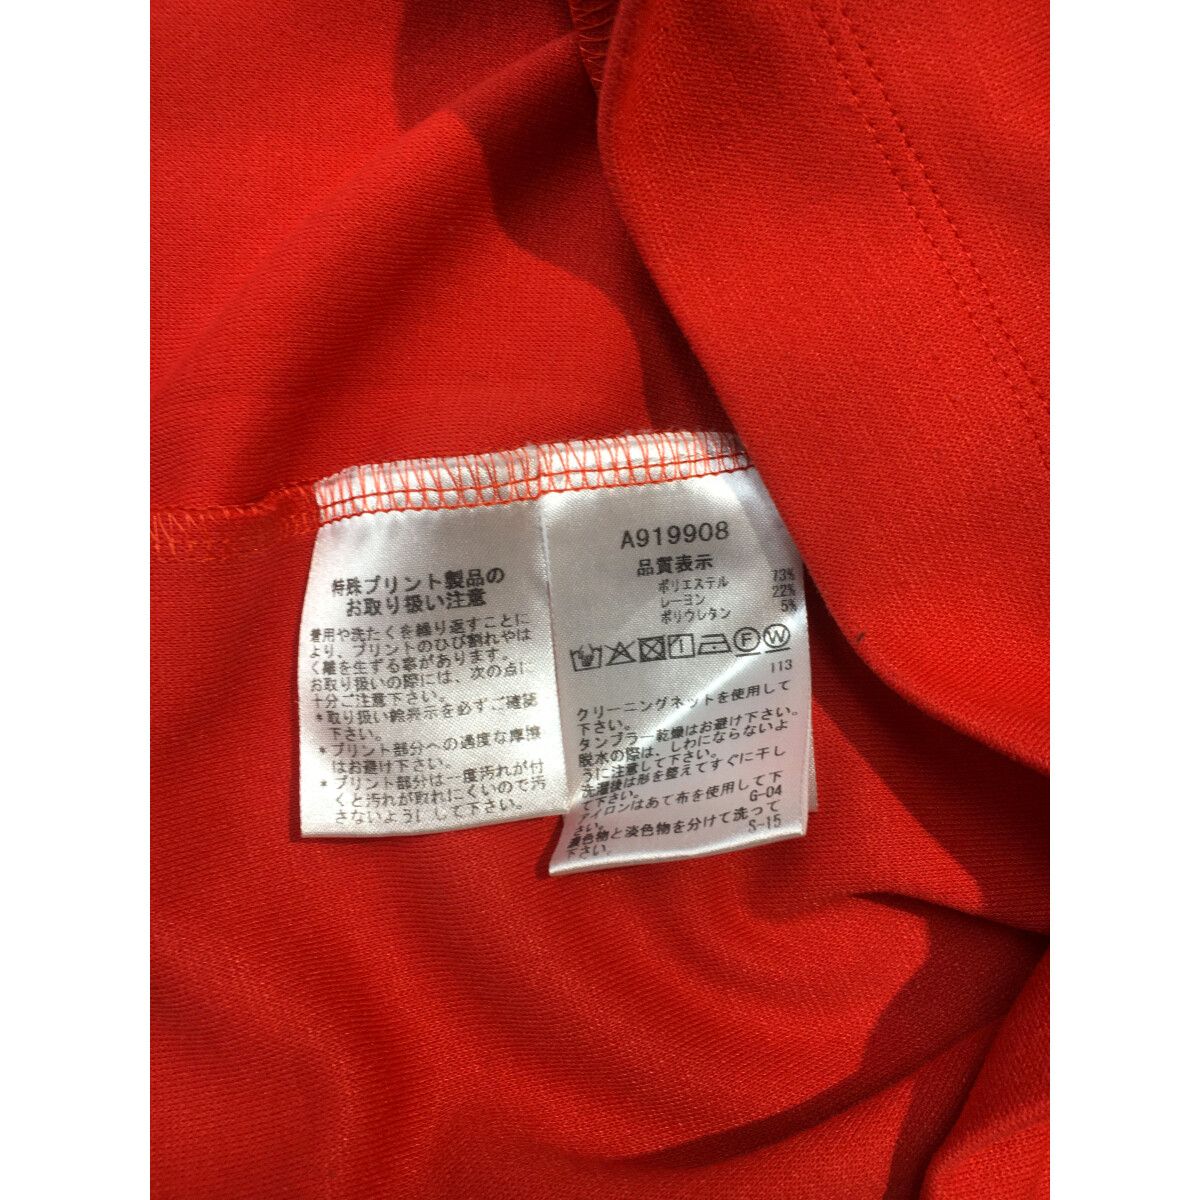 特殊プリント製品の
お取り扱い注意
着用や洗たくを繰り返すことに
より、プリントのひび割れやは
く離を生ずる事があります。
お取り扱いの際には、次の点に
十分ご注意下さい。
*取り扱い絵表示を必ずご確認
下さい。
*プリント部分への過度な摩擦
はお避け下さい。
*プリント部分は一度汚れが付
くと汚れが取れにくいので汚
さないようにして下さい。
A919908
品質表示
ポリエステル 73%
レーヨン 22%
ポリウレタン 5%
F W
113
クリーニングネットを使用して
下さい。
タンブラー乾燥はお避け下さい。
脱水の際は、しわにならないよ
うに注意して下さい。
洗濯後は形を整えてすぐに干し
て下さい。
アイロンはあて布を使用して下
さい。 G-04
濃色物と淡色物を分けて洗って
下さい。 S-15